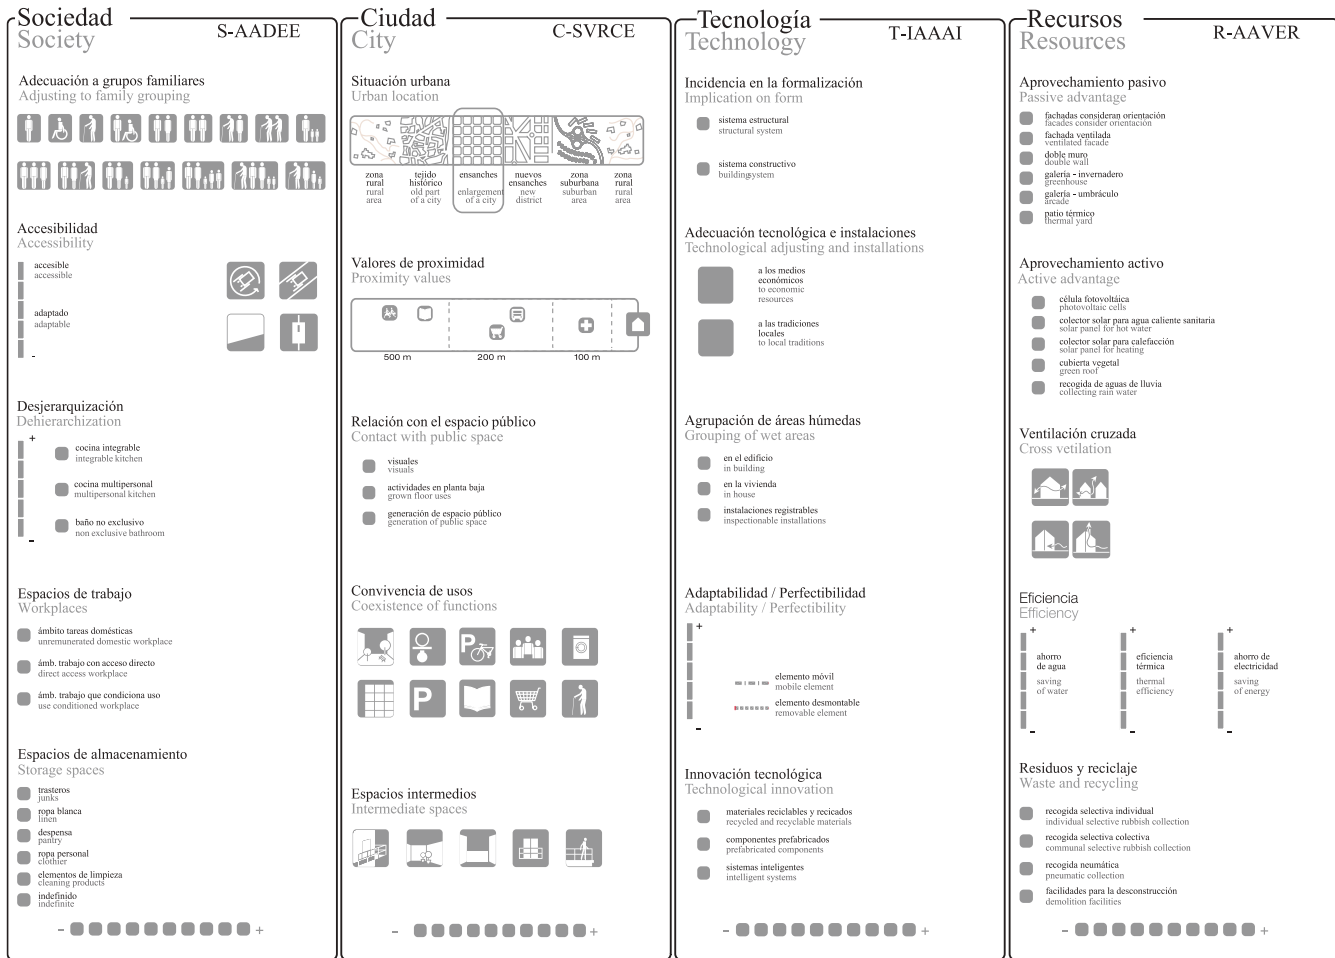 Sociedad
Society
S-AADEE
Adecuación a grupos familiares
Adjusting to family grouping
Accesibilidad
Accessibility
accesible
accessible
adaptado
adaptable
-
Desjerarquización
Dehierarchization
+
cocina integrable
integrable kitchen
cocina multipersonal
multipersonal kitchen
baño no exclusivo
non exclusive bathroom
-
Espacios de trabajo
Workplaces
ámbito tareas domésticas
unremunerated domestic workplace
ámb. trabajo con acceso directo
direct access workplace
ámb. trabajo que condiciona uso
use conditioned workplace
Espacios de almacenamiento
Storage spaces
trasteros
junks
ropa blanca
linen
despensa
pantry
ropa personal
clothier
elementos de limpieza
cleaning products
indefinido
indefinite
- +
Ciudad
City
C-SVRCE
Situación urbana
Urban location
zona
rural
rural
area
tejido
histórico
old part
of a city
ensanches
enlargement
of a city
nuevos
ensanches
new
district
zona
suburbana
suburban
area
zona
rural
rural
area
Valores de proximidad
Proximity values
500 m
200 m
100 m
Relación con el espacio público
Contact with public space
visuales
visuals
actividades en planta baja
grown floor uses
generación de espacio público
generation of public space
Convivencia de usos
Coexistence of functions
P
P
Espacios intermedios
Intermediate spaces
- +
Tecnología
Technology
T-IAAAI
Incidencia en la formalización
Implication on form
sistema estructural
structural system
sistema constructivo
buildingsystem
Adecuación tecnológica e instalaciones
Technological adjusting and installations
a los medios
económicos
to economic
resources
a las tradiciones
locales
to local traditions
Agrupación de áreas húmedas
Grouping of wet areas
en el edificio
in building
en la vivienda
in house
instalaciones registrables
inspectionable installations
Adaptabilidad / Perfectibilidad
Adaptability / Perfectibility
+
elemento móvil
mobile element
elemento desmontable
removable element
-
Innovación tecnológica
Technological innovation
materiales reciclables y recicados
recycled and recyclable materials
componentes prefabricados
prefabricated components
sistemas inteligentes
intelligent systems
- +
Recursos
Resources
R-AAVER
Aprovechamiento pasivo
Passive advantage
fachadas consideran orientación
facades consider orientación
fachada ventilada
ventilated facade
doble muro
double wall
galería - invernadero
greenhouse
galería - umbráculo
arcade
patio térmico
thermal yard
Aprovechamiento activo
Active advantage
célula fotovoltáica
photovoltaic cells
colector solar para agua caliente sanitaria
solar panel for hot water
colector solar para calefacción
solar panel for heating
cubierta vegetal
green roof
recogida de aguas de lluvia
collecting rain water
Ventilación cruzada
Cross vetilation
Eficiencia
Efficiency
+
ahorro
de agua
saving
of water
-
+
eficiencia
térmica
thermal
efficiency
-
+
ahorro de
electricidad
saving
of energy
-
Residuos y reciclaje
Waste and recycling
recogida selectiva individual
individual selective rubbish collection
recogida selectiva colectiva
communal selective rubbish collection
recogida neumática
pneumatic collection
facilidades para la desconstrucción
demolition facilities
- +